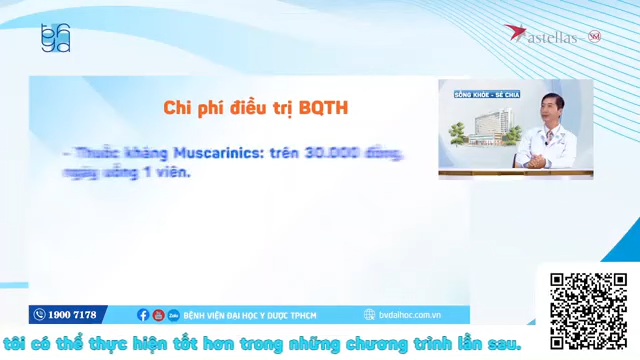 astellas
SỐNG KHỎE - SẺ CHIA
Chi phí điều trị BQTH
- Thuốc kháng Muscarinics: trên 30.000 đồng,
ngày uống 1 viên.
1900 7178
Zalo
BỆNH VIỆN ĐẠI HỌC Y DƯỢC TPHCM
bvdaihoc.com.vn
tôi có thể thực hiện tốt hơn trong những chương trình lần sau.